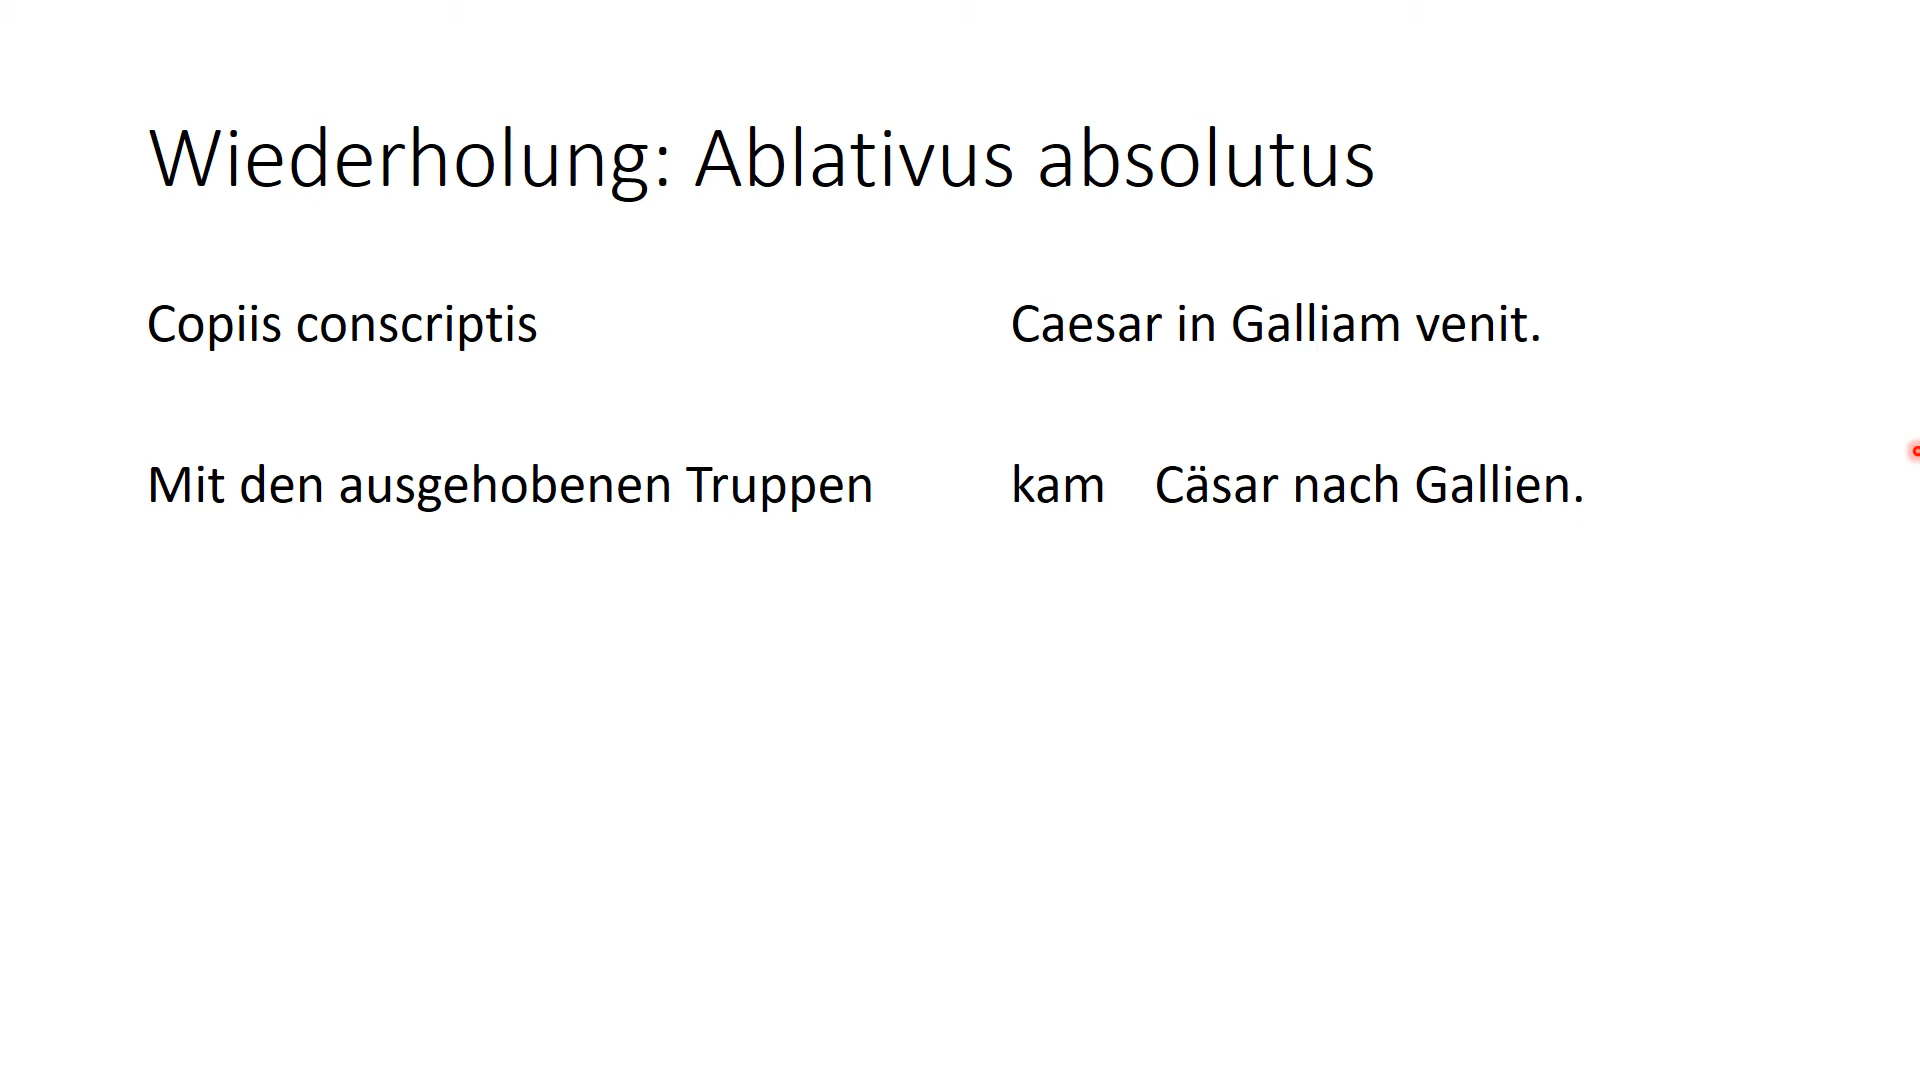 Wiederholung: Ablativus absolutus
Copiis conscriptis Caesar in Galliam venit.
Mit den ausgehobenen Truppen kam Cäsar nach Gallien.